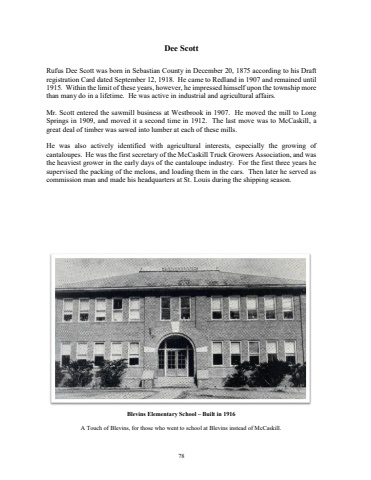 Dee Scott
Rufus Dee Scott was born in Sebastian County in December 20, 1875 according to his Draft
registration Card dated September 12, 1918. He came to Redland in 1907 and remained until
1915. Within the limit of these years, however, he impressed himself upon the township more
than many do in a lifetime. He was active in industrial and agricultural affairs.
Mr. Scott entered the sawmill business at Westbrook in 1907. He moved the mill to Long
Springs in 1909, and moved it a second time in 1912. The last move was to McCaskill, a
great deal of timber was sawed into lumber at each of these mills.
He was also actively identified with agricultural interests, especially the growing of
cantaloupes. He was the first secretary of the McCaskill Truck Growers Association, and was
the heaviest grower in the early days of the cantaloupe industry. For the first three years he
supervised the packing of the melons, and loading them in the cars. Then later he served as
commission man and made his headquarters at St. Louis during the shipping season.
Blevins Elementary School – Built in 1916
A Touch of Blevins, for those who went to school at Blevins instead of McCaskill.